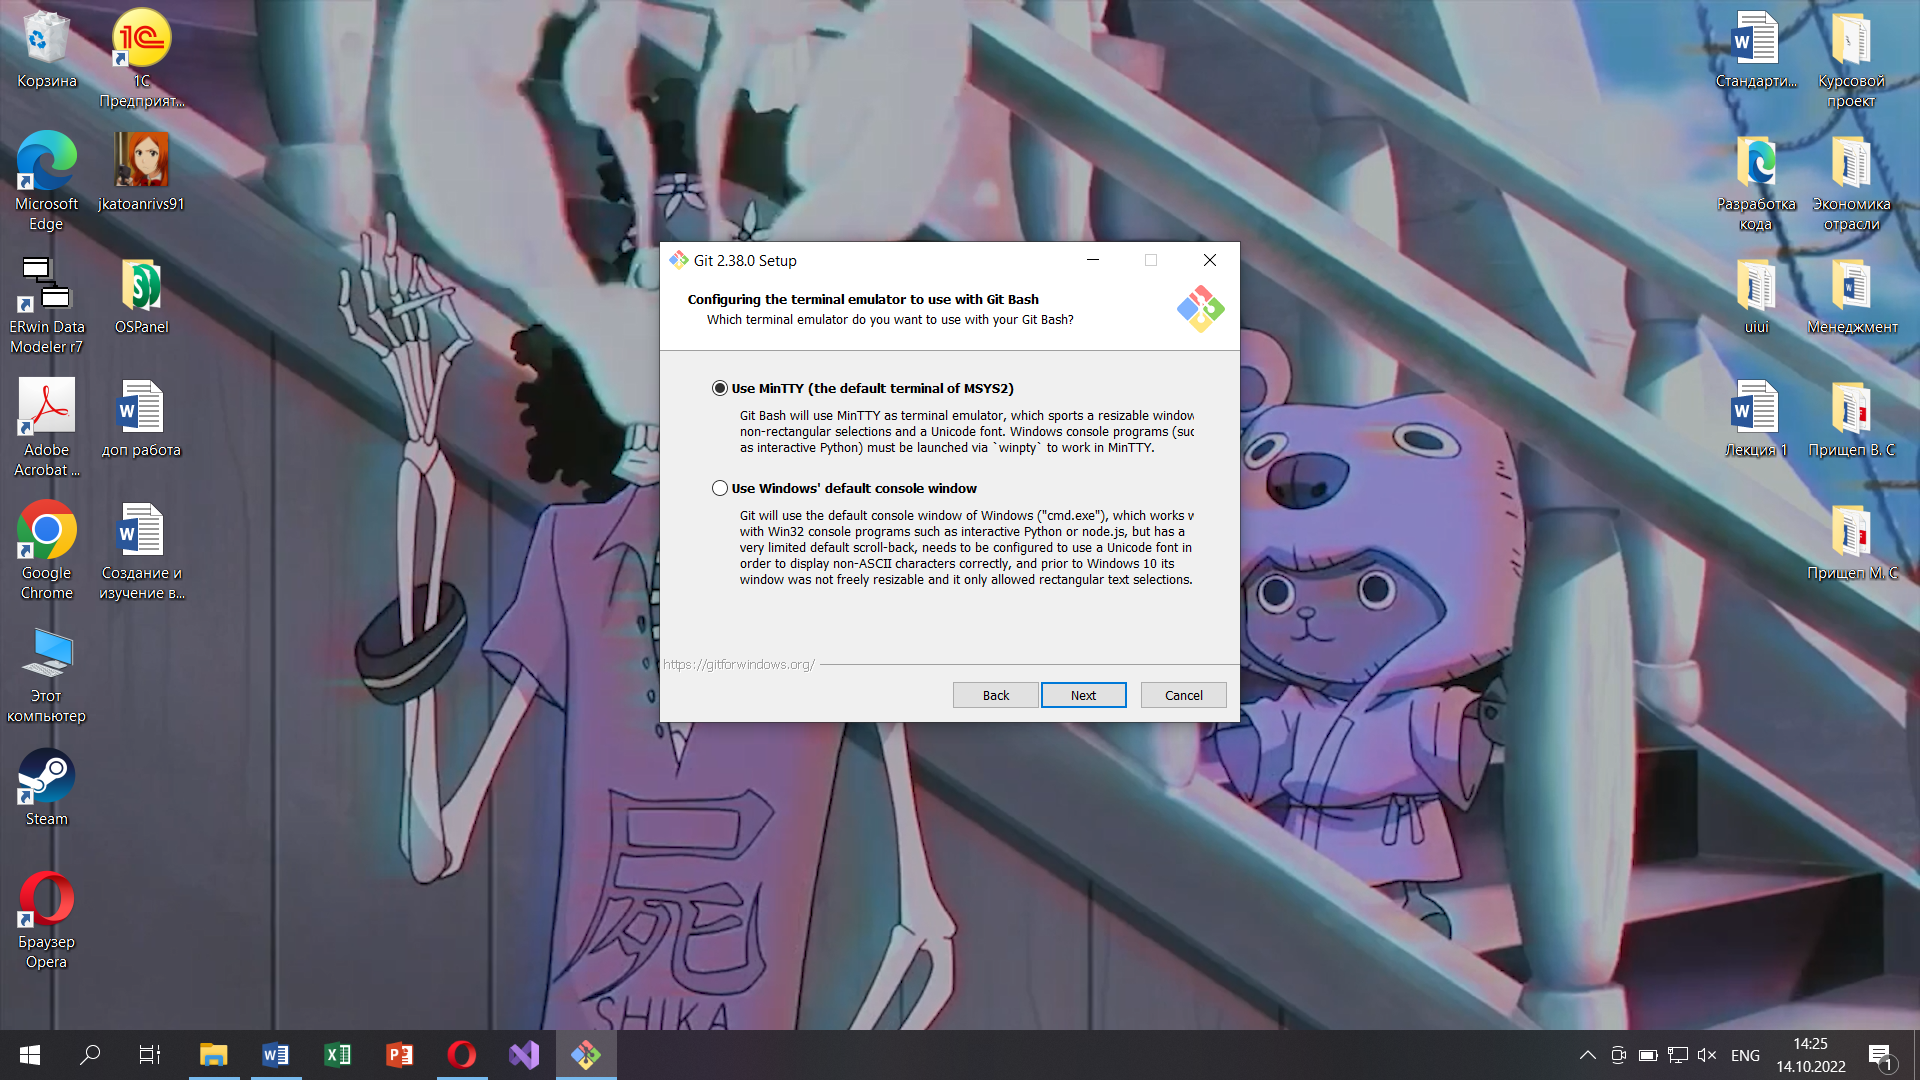 Корзина
1С
Предприят...
Microsoft
Edge
jkatoanrivs91
ERwin Data
Modeler r7
OSPanel
Adobe
Acrobat ...
доп работа
Google
Chrome
Создание и
изучение в...
Этот
компьютер
Steam
Браузер
Opera
Git 2.38.0 Setup
Configuring the terminal emulator to use with Git Bash
Which terminal emulator do you want to use with your Git Bash?
Use MinTTY (the default terminal of MSYS2)
Git Bash will use MinTTY as terminal emulator, which sports a resizable window
non-rectangular selections and a Unicode font. Windows console programs (suc
as interactive Python) must be launched via `winpty` to work in MinTTY.
Use Windows' default console window
Git will use the default console window of Windows ("cmd.exe"), which works w
with Win32 console programs such as interactive Python or node.js, but has a
very limited default scroll-back, needs to be configured to use a Unicode font in
order to display non-ASCII characters correctly, and prior to Windows 10 its
window was not freely resizable and it only allowed rectangular text selections.
https://gitforwindows.org/
Back
Next
Cancel
屍
SHIKA
Стандарти...
Курсовой
проект
Разработка
кода
Экономика
отрасли
uiui
Менеджмент
Лекция 1
Прищеп В. С
Прищеп М. С
ENG
14:25
14.10.2022
1